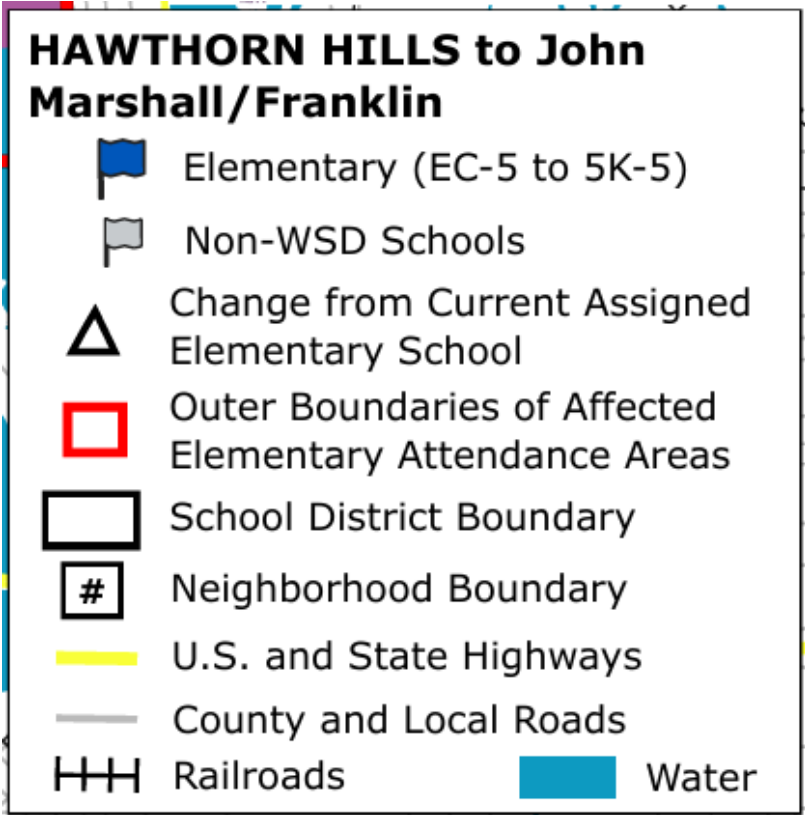 HAWTHORN HILLS to John
Marshall/Franklin
Elementary (EC-5 to 5K-5)
Non-WSD Schools
Change from Current Assigned
Elementary School
Outer Boundaries of Affected
Elementary Attendance Areas
School District Boundary
# Neighborhood Boundary
U.S. and State Highways
County and Local Roads
Railroads Water